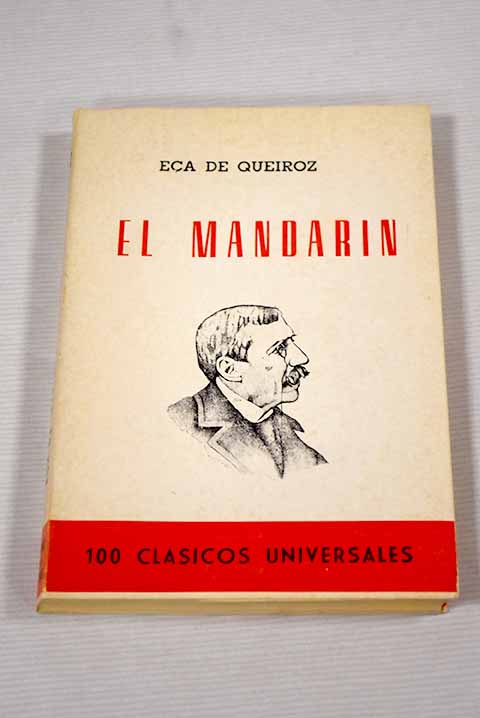 EÇA DE QUEIROZ
EL MANDARIN
100 CLASICOS UNIVERSALES